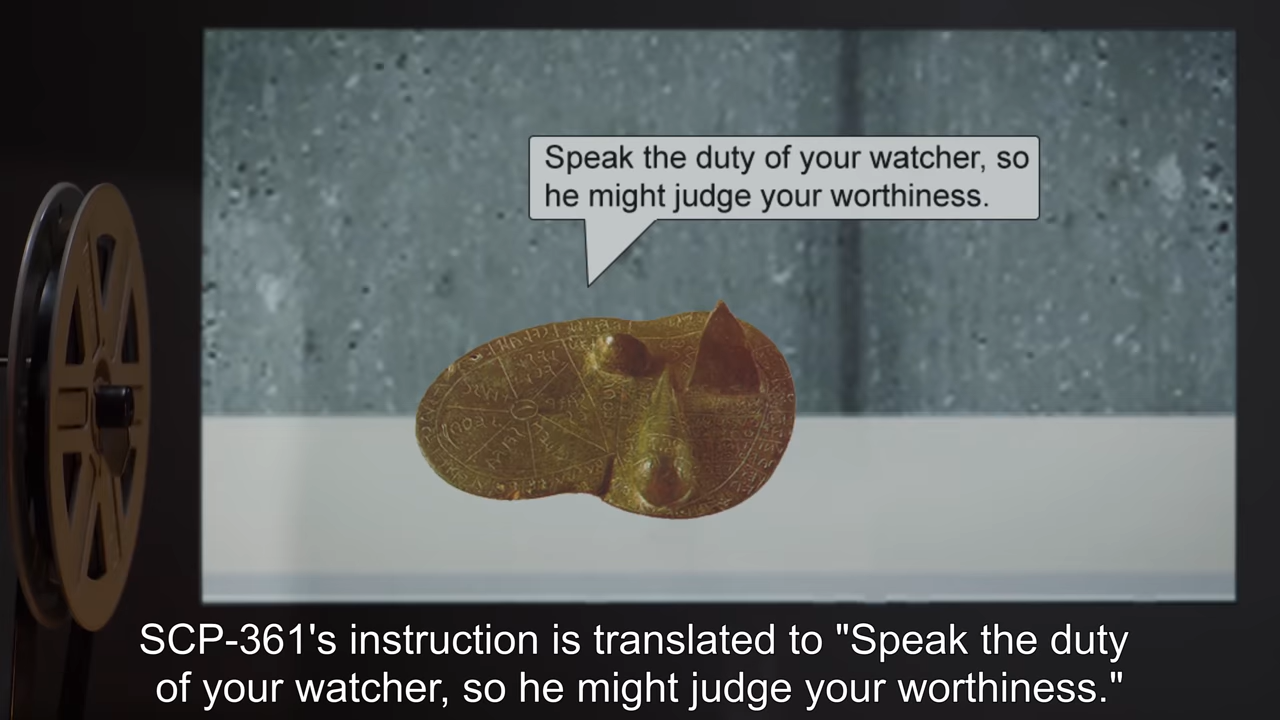 Speak the duty of your watcher, so
he might judge your worthiness.
SCP-361's instruction is translated to "Speak the duty
of your watcher, so he might judge your worthiness."